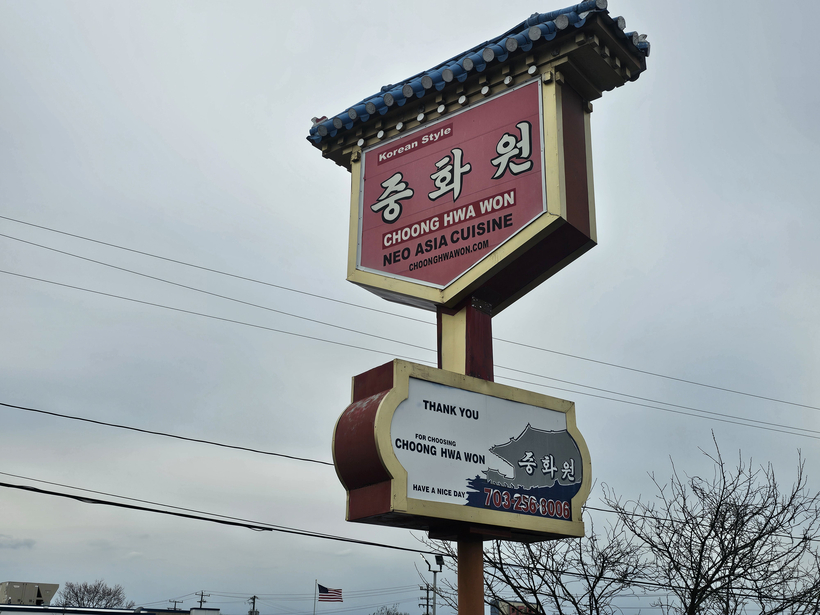 Korean Style
중화원
CHOONG HWA WON
NEO ASIA CUISINE
CHOONGHWAWON.COM
THANK YOU
FOR CHOOSING
CHOONG HWA WON
중화원
HAVE A NICE DAY
703-256-8006